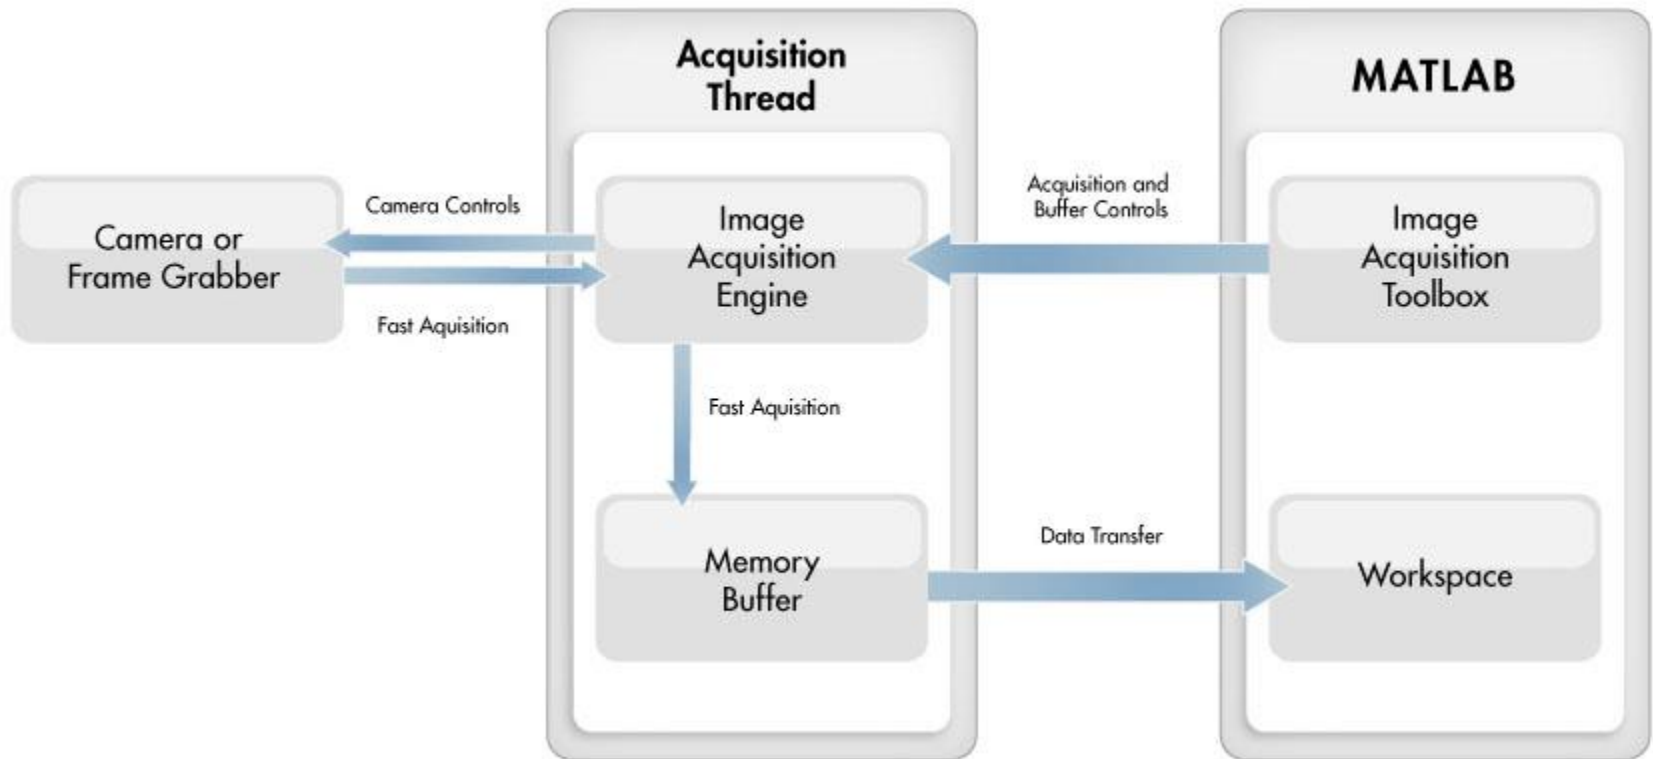 Acquisition
Thread
MATLAB
Camera or
Frame Grabber
Camera Controls
Fast Aquisition
Image
Acquisition
Engine
Acquisition and
Buffer Controls
Image
Acquisition
Toolbox
Fast Aquisition
Memory
Buffer
Data Transfer
Workspace